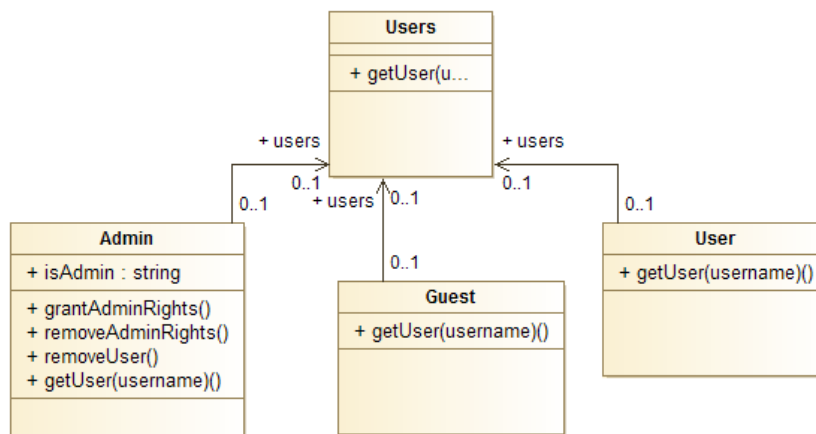 Users
+ getUser(u...
+ users
0..1
0..1
+ users
0..1
0..1
+ users
0..1
0..1
Admin
+ isAdmin : string
+ grantAdminRights()
+ removeAdminRights()
+ removeUser()
+ getUser(username)()
Guest
+ getUser(username)()
User
+ getUser(username)()